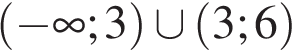 (−∞; 3) ∪ (3; 6)